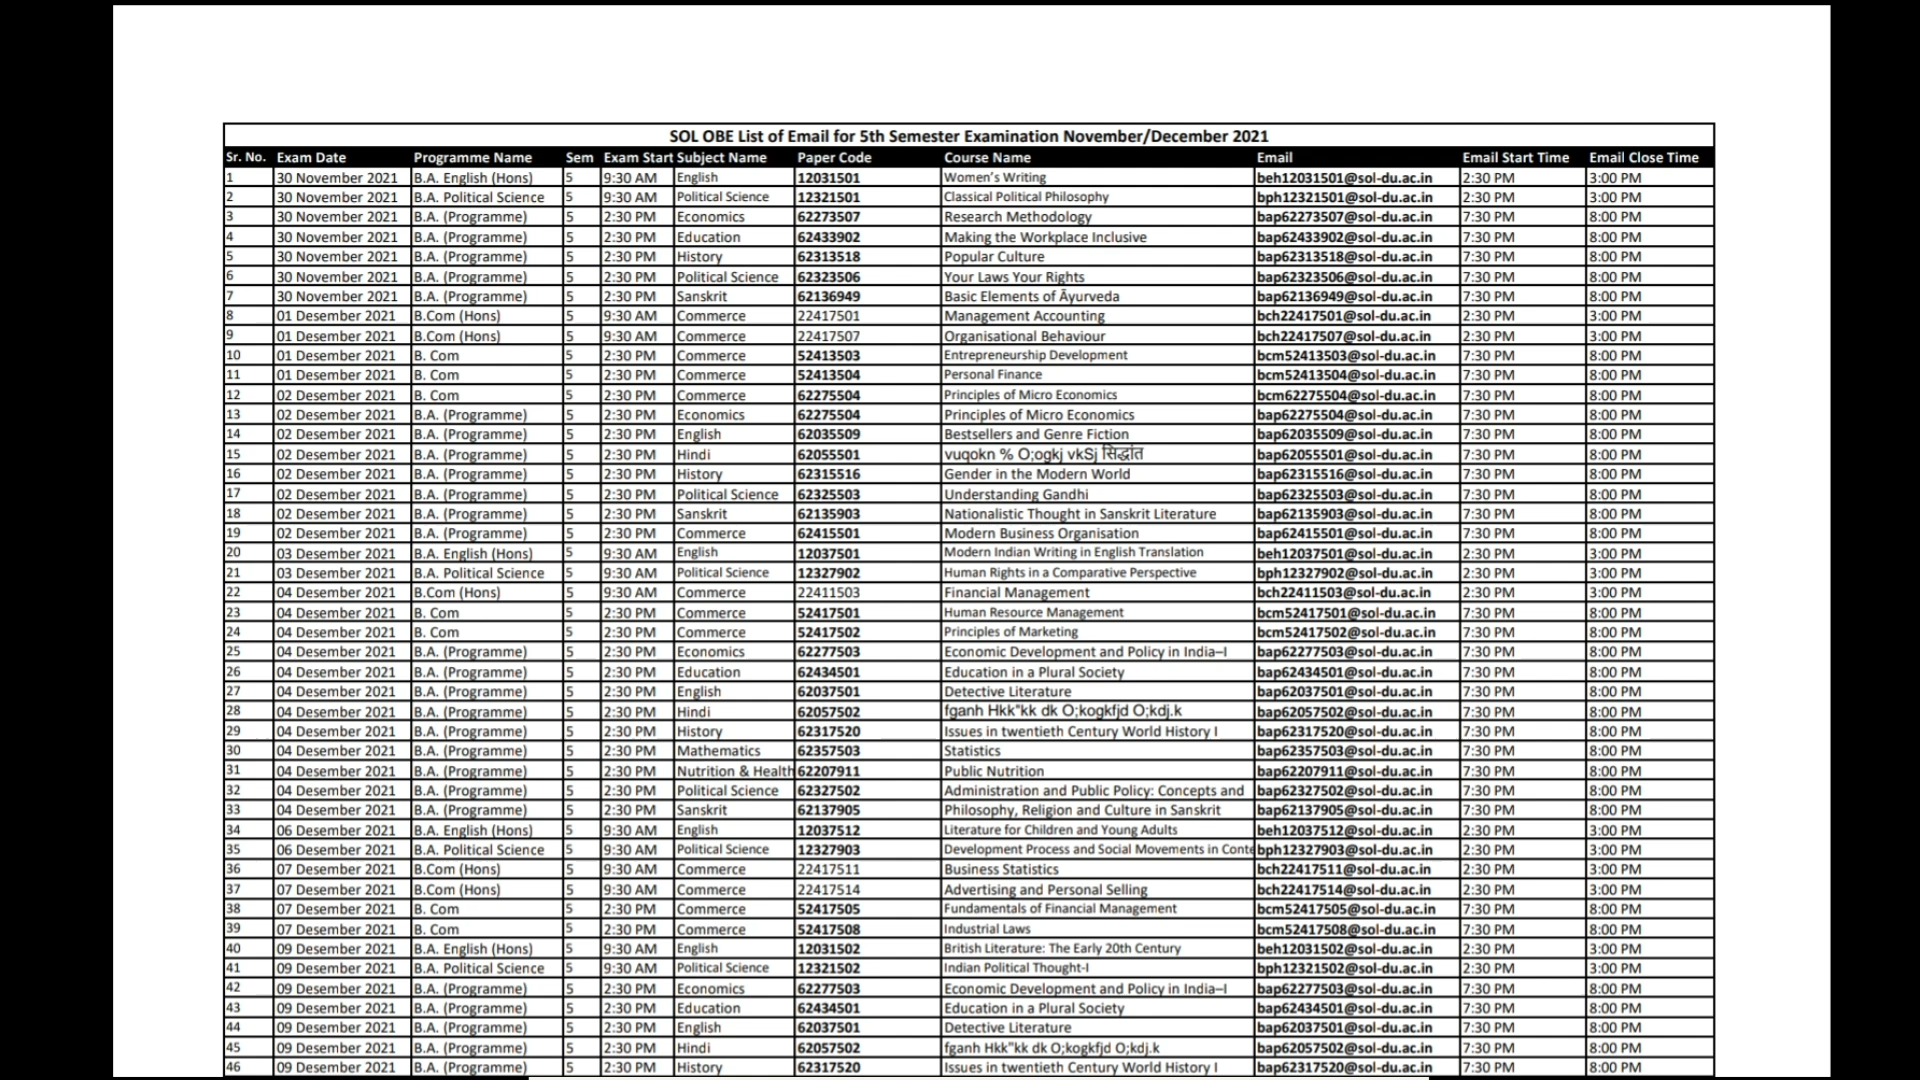 SOL OBE List of Email for 5th Semester Examination November/December 2021
Sr. No. Exam Date Programme Name Sem Exam Start Subject Name Paper Code Course Name Email Email Start Time Email Close Time
1 30 November 2021 B.A. English (Hons) 5 9:30 AM English 12031501 Women's Writing beh12031501@sol-du.ac.in 2:30 PM 3:00 PM
2 30 November 2021 B.A. Political Science 5 9:30 AM Political Science 12321501 Classical Political Philosophy bph12321501@sol-du.ac.in 2:30 PM 3:00 PM
3 30 November 2021 B.A. (Programme) 5 2:30 PM Economics 62273507 Research Methodology bap62273507@sol-du.ac.in 7:30 PM 8:00 PM
4 30 November 2021 B.A. (Programme) 5 2:30 PM Education 62433902 Making the Workplace Inclusive bap62433902@sol-du.ac.in 7:30 PM 8:00 PM
5 30 November 2021 B.A. (Programme) 5 2:30 PM History 62313518 Popular Culture bap62313518@sol-du.ac.in 7:30 PM 8:00 PM
6 30 November 2021 B.A. (Programme) 5 2:30 PM Political Science 62323506 Your Laws Your Rights bap62323506@sol-du.ac.in 7:30 PM 8:00 PM
7 30 November 2021 B.A. (Programme) 5 2:30 PM Sanskrit 62136949 Basic Elements of Āyurveda bap62136949@sol-du.ac.in 7:30 PM 8:00 PM
8 01 Desember 2021 B.Com (Hons) 5 9:30 AM Commerce 22417501 Management Accounting bch22417501@sol-du.ac.in 2:30 PM 3:00 PM
9 01 Desember 2021 B.Com (Hons) 5 9:30 AM Commerce 22417507 Organisational Behaviour bch22417507@sol-du.ac.in 2:30 PM 3:00 PM
10 01 Desember 2021 B. Com 5 2:30 PM Commerce 52413503 Entrepreneurship Development bcm52413503@sol-du.ac.in 7:30 PM 8:00 PM
11 01 Desember 2021 B. Com 5 2:30 PM Commerce 52413504 Personal Finance bcm52413504@sol-du.ac.in 7:30 PM 8:00 PM
12 02 Desember 2021 B. Com 5 2:30 PM Commerce 62275504 Principles of Micro Economics bcm62275504@sol-du.ac.in 7:30 PM 8:00 PM
13 02 Desember 2021 B.A. (Programme) 5 2:30 PM Economics 62275504 Principles of Micro Economics bap62275504@sol-du.ac.in 7:30 PM 8:00 PM
14 02 Desember 2021 B.A. (Programme) 5 2:30 PM English 62035509 Bestsellers and Genre Fiction bap62035509@sol-du.ac.in 7:30 PM 8:00 PM
15 02 Desember 2021 B.A. (Programme) 5 2:30 PM Hindi 62055501 vuqokn % O;ogkj vkSj सिद्धांत bap62055501@sol-du.ac.in 7:30 PM 8:00 PM
16 02 Desember 2021 B.A. (Programme) 5 2:30 PM History 62315516 Gender in the Modern World bap62315516@sol-du.ac.in 7:30 PM 8:00 PM
17 02 Desember 2021 B.A. (Programme) 5 2:30 PM Political Science 62325503 Understanding Gandhi bap62325503@sol-du.ac.in 7:30 PM 8:00 PM
18 02 Desember 2021 B.A. (Programme) 5 2:30 PM Sanskrit 62135903 Nationalistic Thought in Sanskrit Literature bap62135903@sol-du.ac.in 7:30 PM 8:00 PM
19 02 Desember 2021 B.A. (Programme) 5 2:30 PM Commerce 62415501 Modern Business Organisation bap62415501@sol-du.ac.in 7:30 PM 8:00 PM
20 03 Desember 2021 B.A. English (Hons) 5 9:30 AM English 12037501 Modern Indian Writing in English Translation beh12037501@sol-du.ac.in 2:30 PM 3:00 PM
21 03 Desember 2021 B.A. Political Science 5 9:30 AM Political Science 12327902 Human Rights in a Comparative Perspective bph12327902@sol-du.ac.in 2:30 PM 3:00 PM
22 04 Desember 2021 B.Com (Hons) 5 9:30 AM Commerce 22411503 Financial Management bch22411503@sol-du.ac.in 2:30 PM 3:00 PM
23 04 Desember 2021 B. Com 5 2:30 PM Commerce 52417501 Human Resource Management bcm52417501@sol-du.ac.in 7:30 PM 8:00 PM
24 04 Desember 2021 B. Com 5 2:30 PM Commerce 52417502 Principles of Marketing bcm52417502@sol-du.ac.in 7:30 PM 8:00 PM
25 04 Desember 2021 B.A. (Programme) 5 2:30 PM Economics 62277503 Economic Development and Policy in India–I bap62277503@sol-du.ac.in 7:30 PM 8:00 PM
26 04 Desember 2021 B.A. (Programme) 5 2:30 PM Education 62434501 Education in a Plural Society bap62434501@sol-du.ac.in 7:30 PM 8:00 PM
27 04 Desember 2021 B.A. (Programme) 5 2:30 PM English 62037501 Detective Literature bap62037501@sol-du.ac.in 7:30 PM 8:00 PM
28 04 Desember 2021 B.A. (Programme) 5 2:30 PM Hindi 62057502 fganh Hkk"kk dk O;kogkfjd O;kdj.k bap62057502@sol-du.ac.in 7:30 PM 8:00 PM
29 04 Desember 2021 B.A. (Programme) 5 2:30 PM History 62317520 Issues in twentieth Century World History I bap62317520@sol-du.ac.in 7:30 PM 8:00 PM
30 04 Desember 2021 B.A. (Programme) 5 2:30 PM Mathematics 62357503 Statistics bap62357503@sol-du.ac.in 7:30 PM 8:00 PM
31 04 Desember 2021 B.A. (Programme) 5 2:30 PM Nutrition & Health 62207911 Public Nutrition bap62207911@sol-du.ac.in 7:30 PM 8:00 PM
32 04 Desember 2021 B.A. (Programme) 5 2:30 PM Political Science 62327502 Administration and Public Policy: Concepts and bap62327502@sol-du.ac.in 7:30 PM 8:00 PM
33 04 Desember 2021 B.A. (Programme) 5 2:30 PM Sanskrit 62137905 Philosophy, Religion and Culture in Sanskrit bap62137905@sol-du.ac.in 7:30 PM 8:00 PM
34 06 Desember 2021 B.A. English (Hons) 5 9:30 AM English 12037512 Literature for Children and Young Adults beh12037512@sol-du.ac.in 2:30 PM 3:00 PM
35 06 Desember 2021 B.A. Political Science 5 9:30 AM Political Science 12327903 Development Process and Social Movements in Conte bph12327903@sol-du.ac.in 2:30 PM 3:00 PM
36 07 Desember 2021 B.Com (Hons) 5 9:30 AM Commerce 22417511 Business Statistics bch22417511@sol-du.ac.in 2:30 PM 3:00 PM
37 07 Desember 2021 B.Com (Hons) 5 9:30 AM Commerce 22417514 Advertising and Personal Selling bch22417514@sol-du.ac.in 2:30 PM 3:00 PM
38 07 Desember 2021 B. Com 5 2:30 PM Commerce 52417505 Fundamentals of Financial Management bcm52417505@sol-du.ac.in 7:30 PM 8:00 PM
39 07 Desember 2021 B. Com 5 2:30 PM Commerce 52417508 Industrial Laws bcm52417508@sol-du.ac.in 7:30 PM 8:00 PM
40 09 Desember 2021 B.A. English (Hons) 5 9:30 AM English 12031502 British Literature: The Early 20th Century beh12031502@sol-du.ac.in 2:30 PM 3:00 PM
41 09 Desember 2021 B.A. Political Science 5 9:30 AM Political Science 12321502 Indian Political Thought-I bph12321502@sol-du.ac.in 2:30 PM 3:00 PM
42 09 Desember 2021 B.A. (Programme) 5 2:30 PM Economics 62277503 Economic Development and Policy in India–I bap62277503@sol-du.ac.in 7:30 PM 8:00 PM
43 09 Desember 2021 B.A. (Programme) 5 2:30 PM Education 62434501 Education in a Plural Society bap62434501@sol-du.ac.in 7:30 PM 8:00 PM
44 09 Desember 2021 B.A. (Programme) 5 2:30 PM English 62037501 Detective Literature bap62037501@sol-du.ac.in 7:30 PM 8:00 PM
45 09 Desember 2021 B.A. (Programme) 5 2:30 PM Hindi 62057502 fganh Hkk"kk dk O;kogkfjd O;kdj.k bap62057502@sol-du.ac.in 7:30 PM 8:00 PM
46 09 Desember 2021 B.A. (Programme) 5 2:30 PM History 62317520 Issues in twentieth Century World History I bap62317520@sol-du.ac.in 7:30 PM 8:00 PM